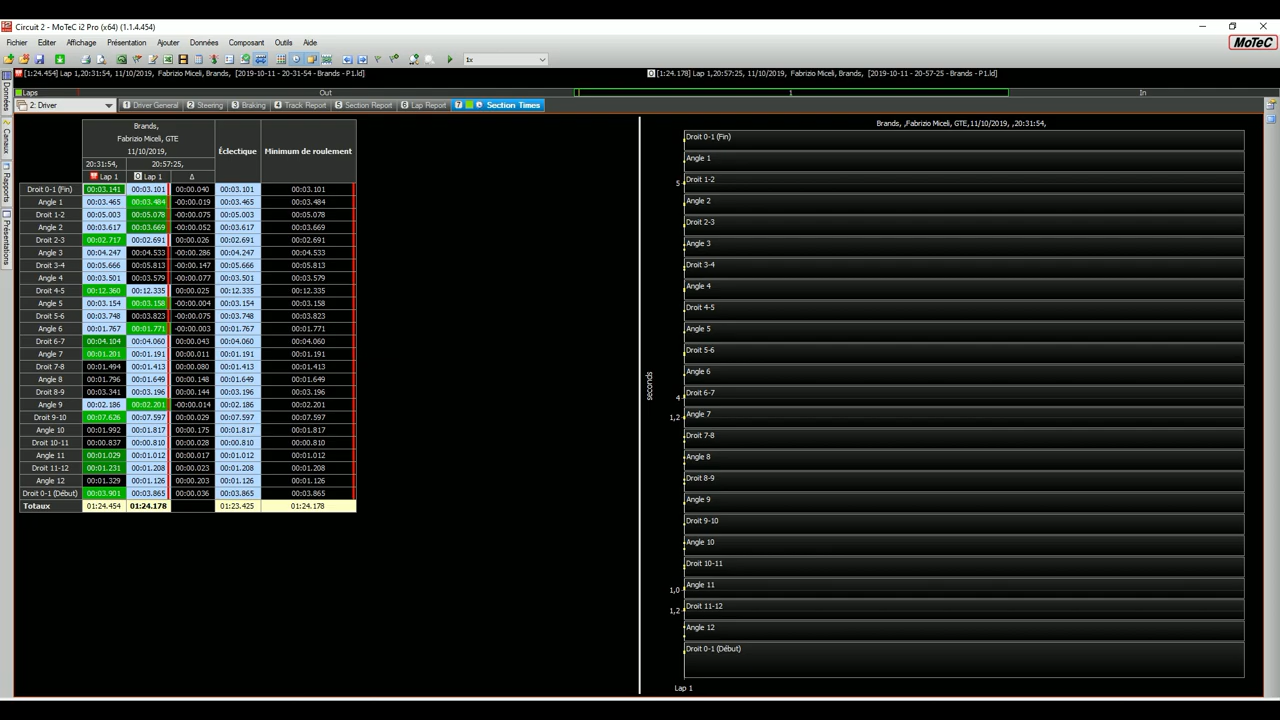 Circuit 2 - MoTeC i2 Pro (x64) (1.1.4.454)
Fichier Editer Affichage Présentation Ajouter Données Composant Outils Aide
MoTeC
1x
[1:24.454] Lap 1,20:31:54, 11/10/2019, Fabrizio Miceli, Brands, [2019-10-11 - 20-31-54 - Brands - P1.ld]
[1:24.178] Lap 1,20:57:25, 11/10/2019, Fabrizio Miceli, Brands, [2019-10-11 - 20-57-25 - Brands - P1.ld]
Laps Out 1 In
2: Driver 1 Driver General 2 Steering 3 Braking 4 Track Report 5 Section Report 6 Lap Report 7 Section Times
Données
Canaux
Rapports
Présentations
Brands,
Fabrizio Miceli, GTE
11/10/2019,
20:31:54, 20:57:25,
Lap 1 O Lap 1 Δ Éclectique Minimum de roulement
Droit 0-1 (Fin) 00:03.141 00:03.101 00:00.040 00:03.101 00:03.101
Angle 1 00:03.465 00:03.484 -00:00.019 00:03.465 00:03.484
Droit 1-2 00:05.003 00:05.078 -00:00.075 00:05.003 00:05.078
Angle 2 00:03.617 00:03.669 -00:00.052 00:03.617 00:03.669
Droit 2-3 00:02.717 00:02.691 00:00.026 00:02.691 00:02.691
Angle 3 00:04.247 00:04.533 -00:00.286 00:04.247 00:04.533
Droit 3-4 00:05.666 00:05.813 -00:00.147 00:05.666 00:05.813
Angle 4 00:03.501 00:03.579 -00:00.077 00:03.501 00:03.579
Droit 4-5 00:12.360 00:12.335 00:00.025 00:12.335 00:12.335
Angle 5 00:03.154 00:03.158 -00:00.004 00:03.154 00:03.158
Droit 5-6 00:03.748 00:03.823 -00:00.075 00:03.748 00:03.823
Angle 6 00:01.767 00:01.771 -00:00.003 00:01.767 00:01.771
Droit 6-7 00:04.104 00:04.060 00:00.043 00:04.060 00:04.060
Angle 7 00:01.201 00:01.191 00:00.011 00:01.191 00:01.191
Droit 7-8 00:01.494 00:01.413 00:00.080 00:01.413 00:01.413
Angle 8 00:01.796 00:01.649 00:00.148 00:01.649 00:01.649
Droit 8-9 00:03.341 00:03.196 00:00.144 00:03.196 00:03.196
Angle 9 00:02.186 00:02.201 -00:00.014 00:02.186 00:02.201
Droit 9-10 00:07.626 00:07.597 00:00.029 00:07.597 00:07.597
Angle 10 00:01.992 00:01.817 00:00.175 00:01.817 00:01.817
Droit 10-11 00:00.837 00:00.810 00:00.028 00:00.810 00:00.810
Angle 11 00:01.029 00:01.012 00:00.017 00:01.012 00:01.012
Droit 11-12 00:01.231 00:01.208 00:00.023 00:01.208 00:01.208
Angle 12 00:01.329 00:01.126 00:00.203 00:01.126 00:01.126
Droit 0-1 (Début) 00:03.901 00:03.865 00:00.036 00:03.865 00:03.865
Totaux 01:24.454 01:24.178 01:23.425 01:24.178
Brands, ,Fabrizio Miceli, GTE,11/10/2019, ,20:31:54,
Droit 0-1 (Fin)
Angle 1
5 Droit 1-2
Angle 2
Droit 2-3
Angle 3
Droit 3-4
Angle 4
Droit 4-5
Angle 5
Droit 5-6
Angle 6
seconds
4 Droit 6-7
1,2 Angle 7
Droit 7-8
Angle 8
Droit 8-9
Angle 9
Droit 9-10
Angle 10
Droit 10-11
1,0 Angle 11
1,2 Droit 11-12
Angle 12
Droit 0-1 (Début)
Lap 1